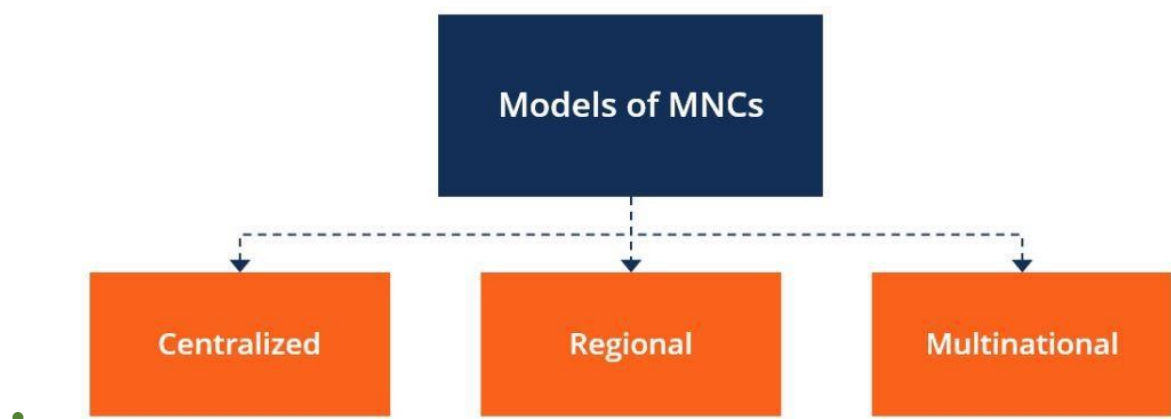 Models of MNCs
Centralized
Regional
Multinational